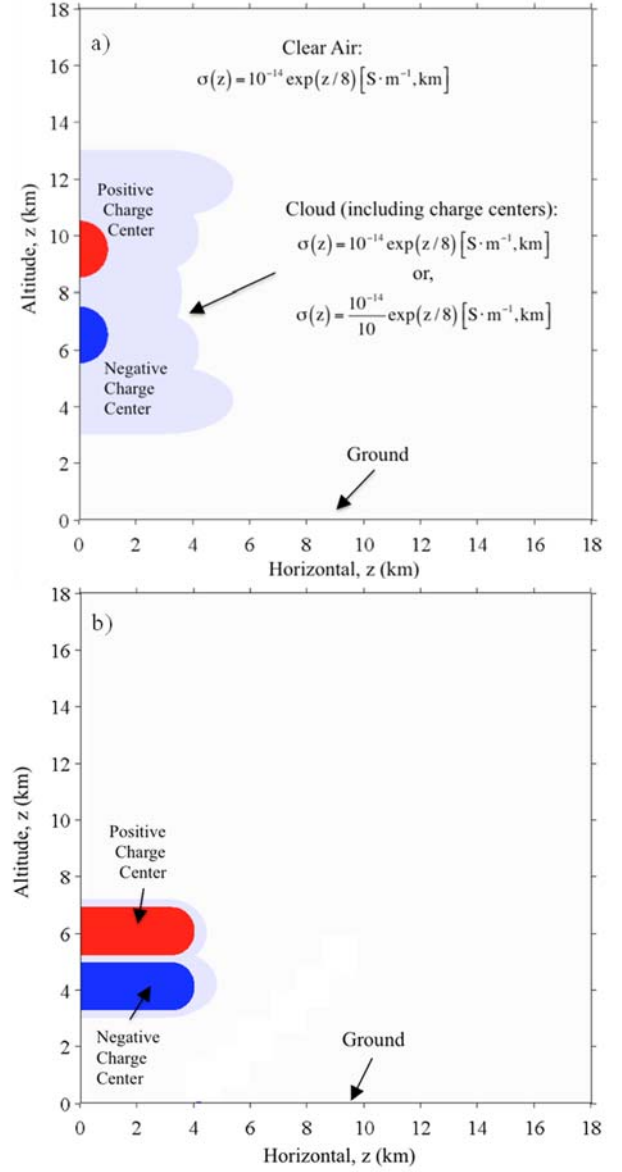 a)
Clear Air:
σ(z)=10⁻¹⁴ exp(z/8) [S·m⁻¹,km]
Positive
Charge
Center
Cloud (including charge centers):
σ(z)=10⁻¹⁴ exp(z/8) [S·m⁻¹,km]
or,
σ(z)=10⁻¹⁴/10 exp(z/8) [S·m⁻¹,km]
Negative
Charge
Center
Ground
Altitude, z (km)
18
16
14
12
10
8
6
4
2
0
0 2 4 6 8 10 12 14 16 18
Horizontal, z (km)
b)
Positive
Charge
Center
Negative
Charge
Center
Ground
Altitude, z (km)
18
16
14
12
10
8
6
4
2
0
0 2 4 6 8 10 12 14 16 18
Horizontal, z (km)